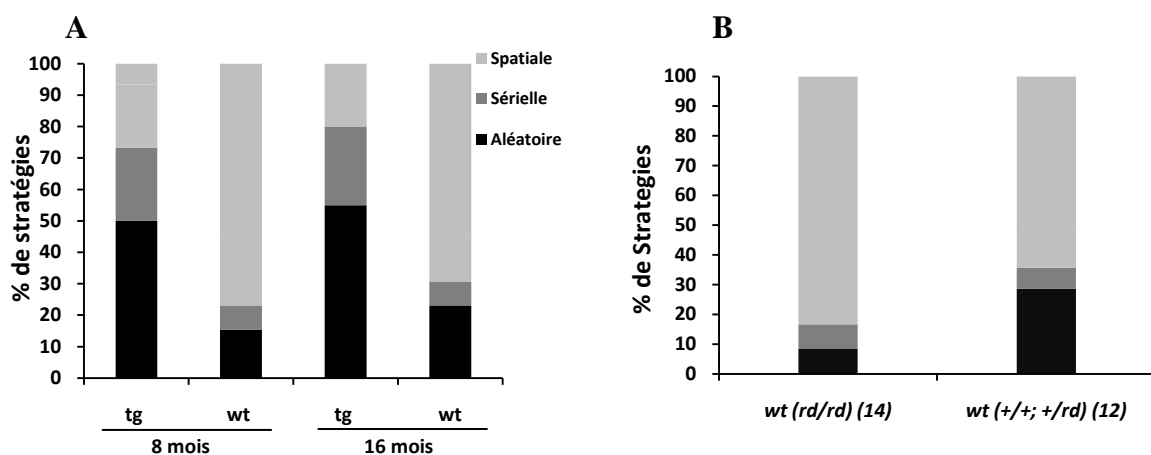 A
% de stratégies
100
90
80
70
60
50
40
30
20
10
0
Spatiale
Sérielle
Aléatoire
tg wt tg wt
8 mois 16 mois
B
% de Strategies
100
90
80
70
60
50
40
30
20
10
0
wt (rd/rd) (14) wt (+/+; +/rd) (12)